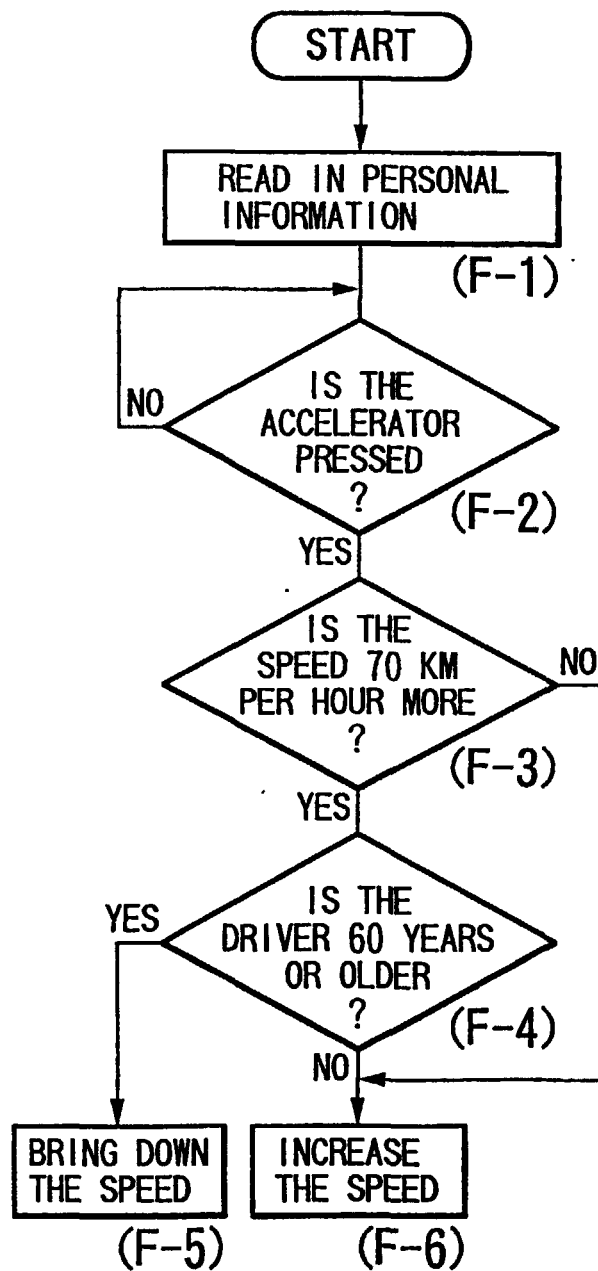 START
READ IN PERSONAL
INFORMATION
(F-1)
NO
IS THE
ACCELERATOR
PRESSED
?
(F-2)
YES
IS THE
SPEED 70 KM
PER HOUR MORE
?
NO
(F-3)
YES
YES
IS THE
DRIVER 60 YEARS
OR OLDER
?
(F-4)
NO
BRING DOWN
THE SPEED
(F-5)
INCREASE
THE SPEED
(F-6)